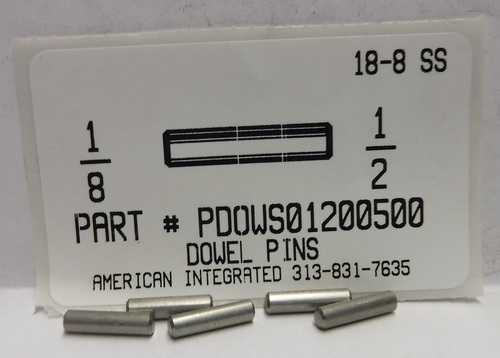 18-8 SS
1/8
1/2
PART # PDOWS01200500
DOWEL PINS
AMERICAN INTEGRATED 313-831-7635